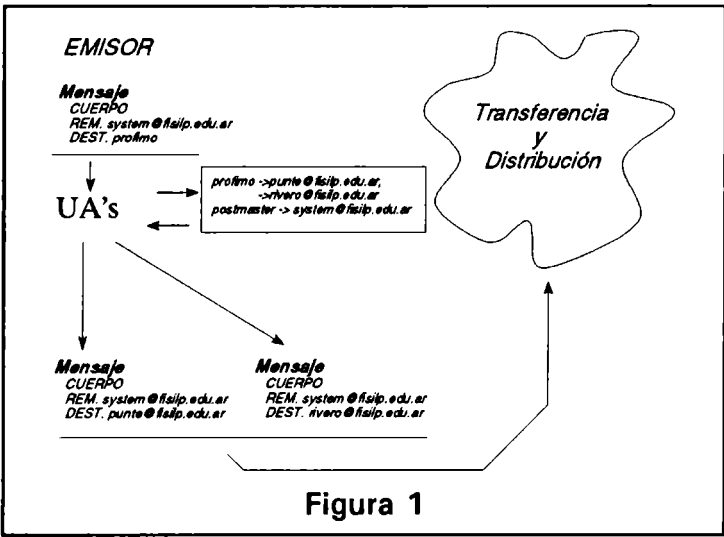 EMISOR
Mensaje
CUERPO
REM. system@fisilp.edu.ar
DEST. profimo
UA's
profimo ->punte@fisilp.edu.ar,
->rivero@fisilp.edu.ar
postmaster -> system@fisilp.edu.ar
Transferencia
y
Distribución
Mensaje
CUERPO
REM. system@fisilp.edu.ar
DEST. punte@fisilp.edu.ar
Mensaje
CUERPO
REM. system@fisilp.edu.ar
DEST. rivero@fisilp.edu.ar
Figura 1